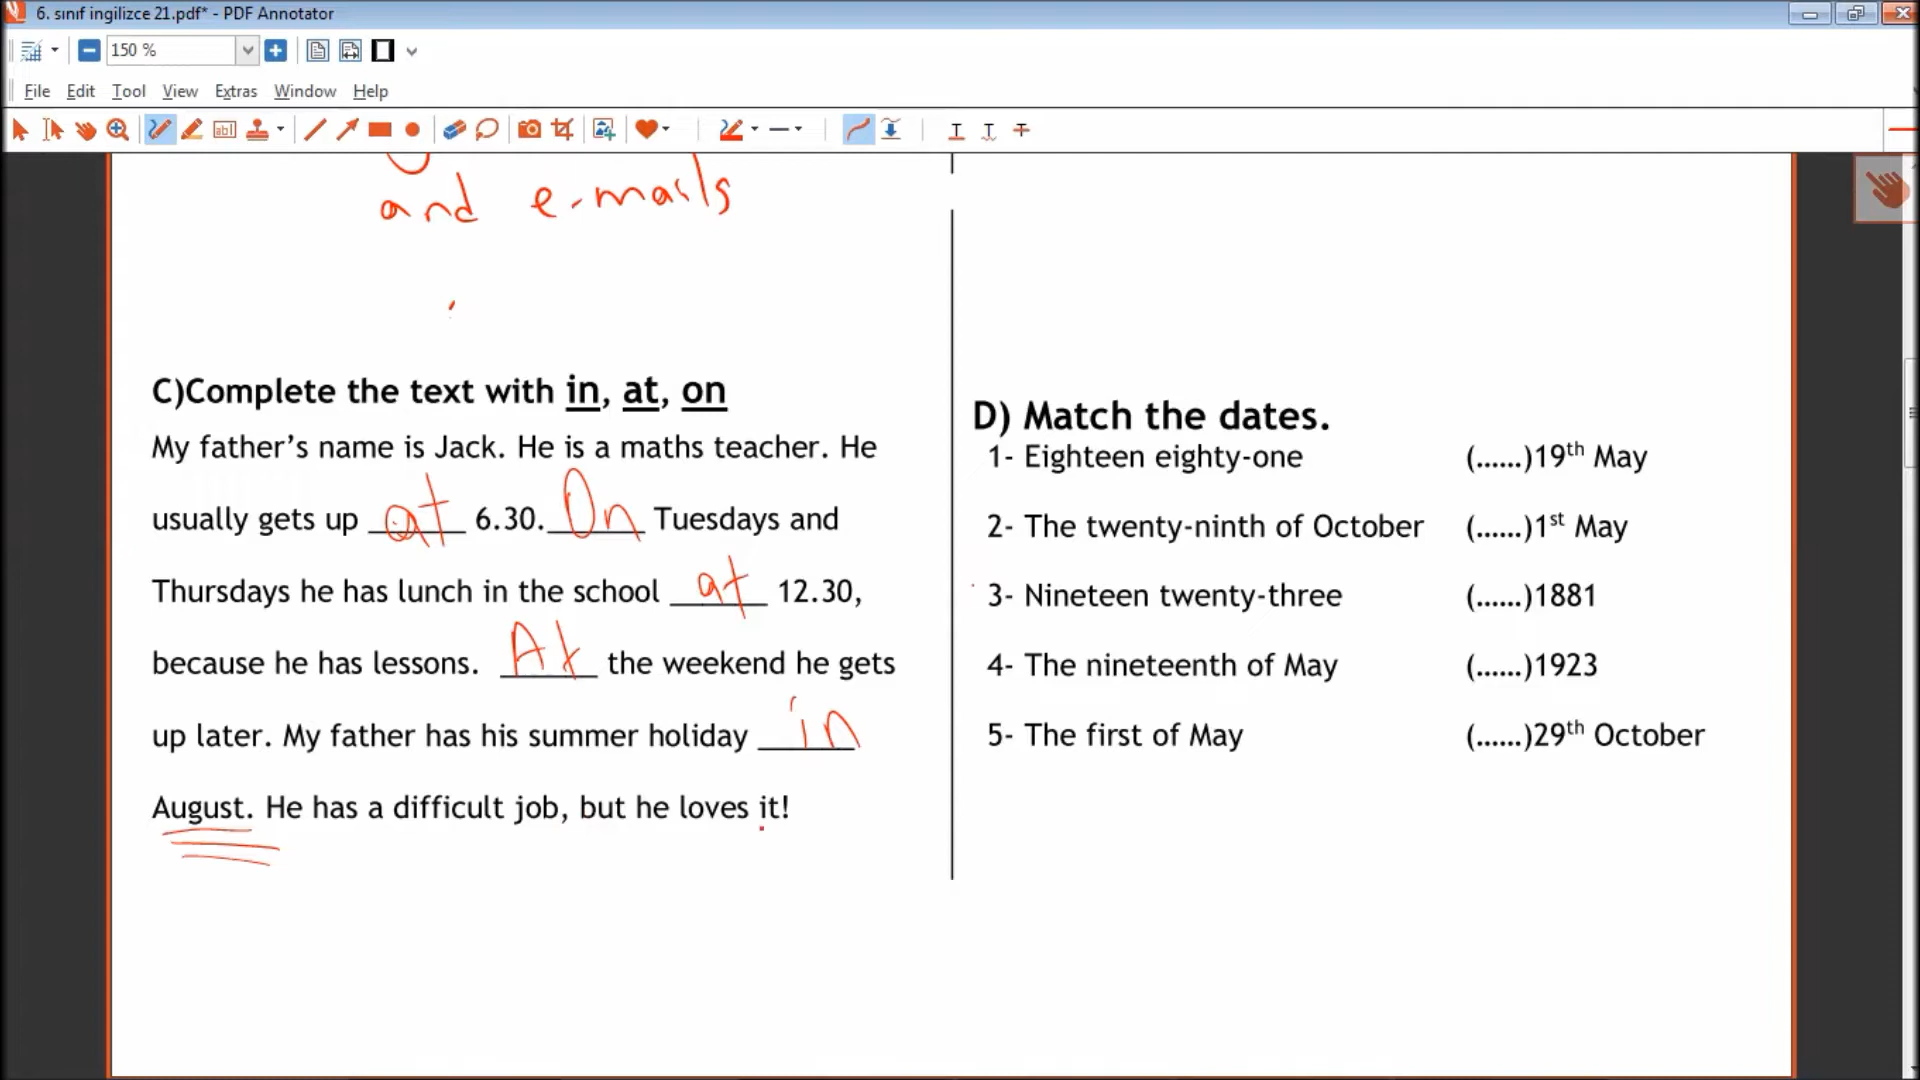 6. sınıf ingilizce 21.pdf* - PDF Annotator
150 %
File Edit Tool View Extras Window Help
and e-mails
C)Complete the text with in, at, on
My father’s name is Jack. He is a maths teacher. He
usually gets up at 6.30. On Tuesdays and
Thursdays he has lunch in the school at 12.30,
because he has lessons. At the weekend he gets
up later. My father has his summer holiday in
August. He has a difficult job, but he loves it!
D) Match the dates.
1- Eighteen eighty-one (......)19th May
2- The twenty-ninth of October (......)1st May
3- Nineteen twenty-three (......)1881
4- The nineteenth of May (......)1923
5- The first of May (......)29th October